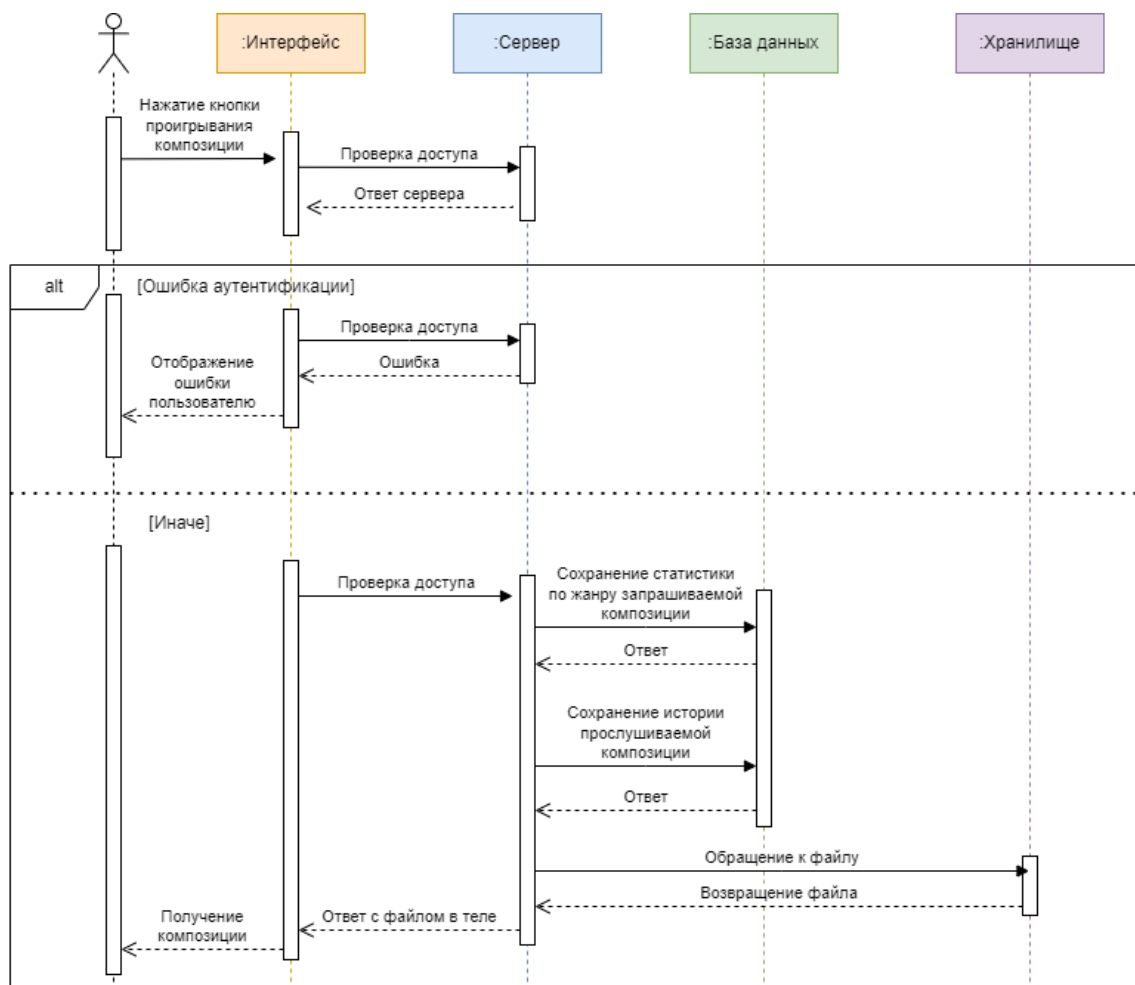 :Интерфейс
:Сервер
:База данных
:Хранилище
Нажатие кнопки
проигрывания
композиции
Проверка доступа
Ответ сервера
alt
[Ошибка аутентификации]
Проверка доступа
Ошибка
Отображение
ошибки
пользователю
[Иначе]
Проверка доступа
Сохранение статистики
по жанру запрашиваемой
композиции
Ответ
Сохранение истории
прослушиваемой
композиции
Ответ
Обращение к файлу
Возвращение файла
Ответ с файлом в теле
Получение
композиции